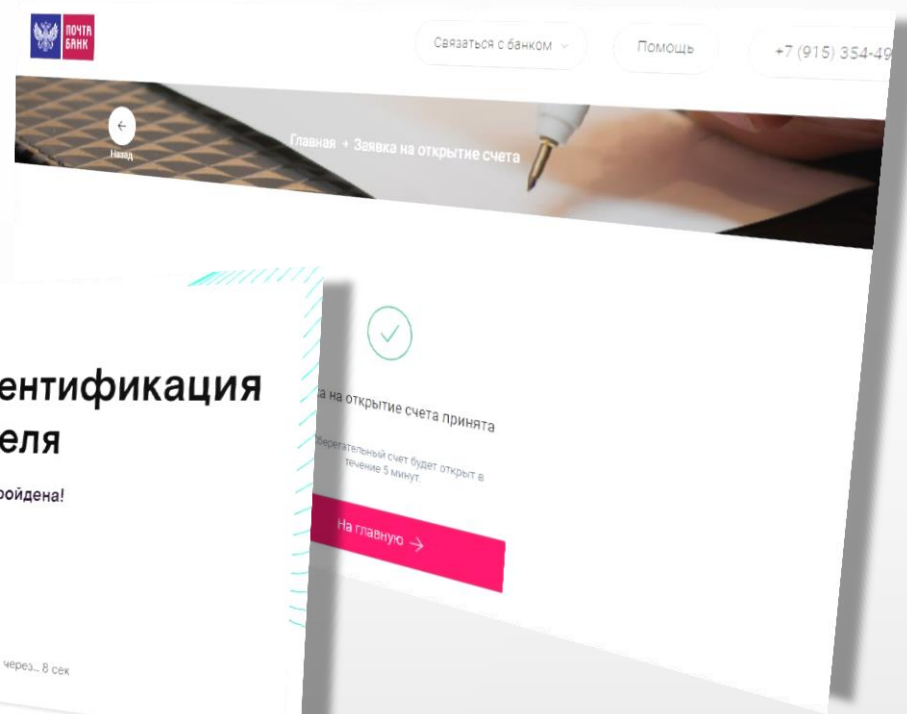 ПОЧТА
БАНК
Связаться с банком
Помощь
+7 (915) 354-49
Назад
Главная → Заявка на открытие счета
на открытие счета принята
счет будет открыт в
течение 5 минут.
На главную →
ентификация
еля
ройдена!
через... 8 сек